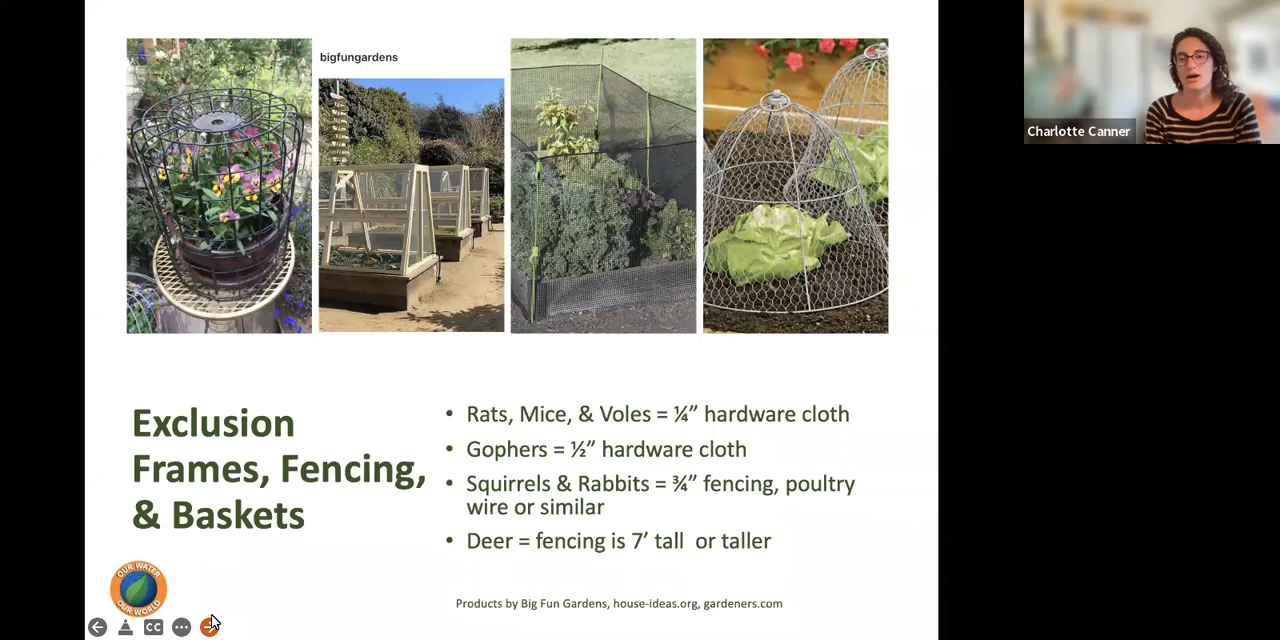 bigfungardens
Charlotte Canner
Exclusion
Frames, Fencing,
& Baskets
• Rats, Mice, & Voles = ¼” hardware cloth
• Gophers = ½” hardware cloth
• Squirrels & Rabbits = ¾” fencing, poultry
wire or similar
• Deer = fencing is 7’ tall  or taller
OUR WATER
OUR WORLD
Products by Big Fun Gardens, house-ideas.org, gardeners.com
CC